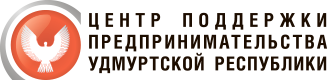 ЦЕНТР ПОДДЕРЖКИ
ПРЕДПРИНИМАТЕЛЬСТВА
УДМУРТСКОЙ РЕСПУБЛИКИ